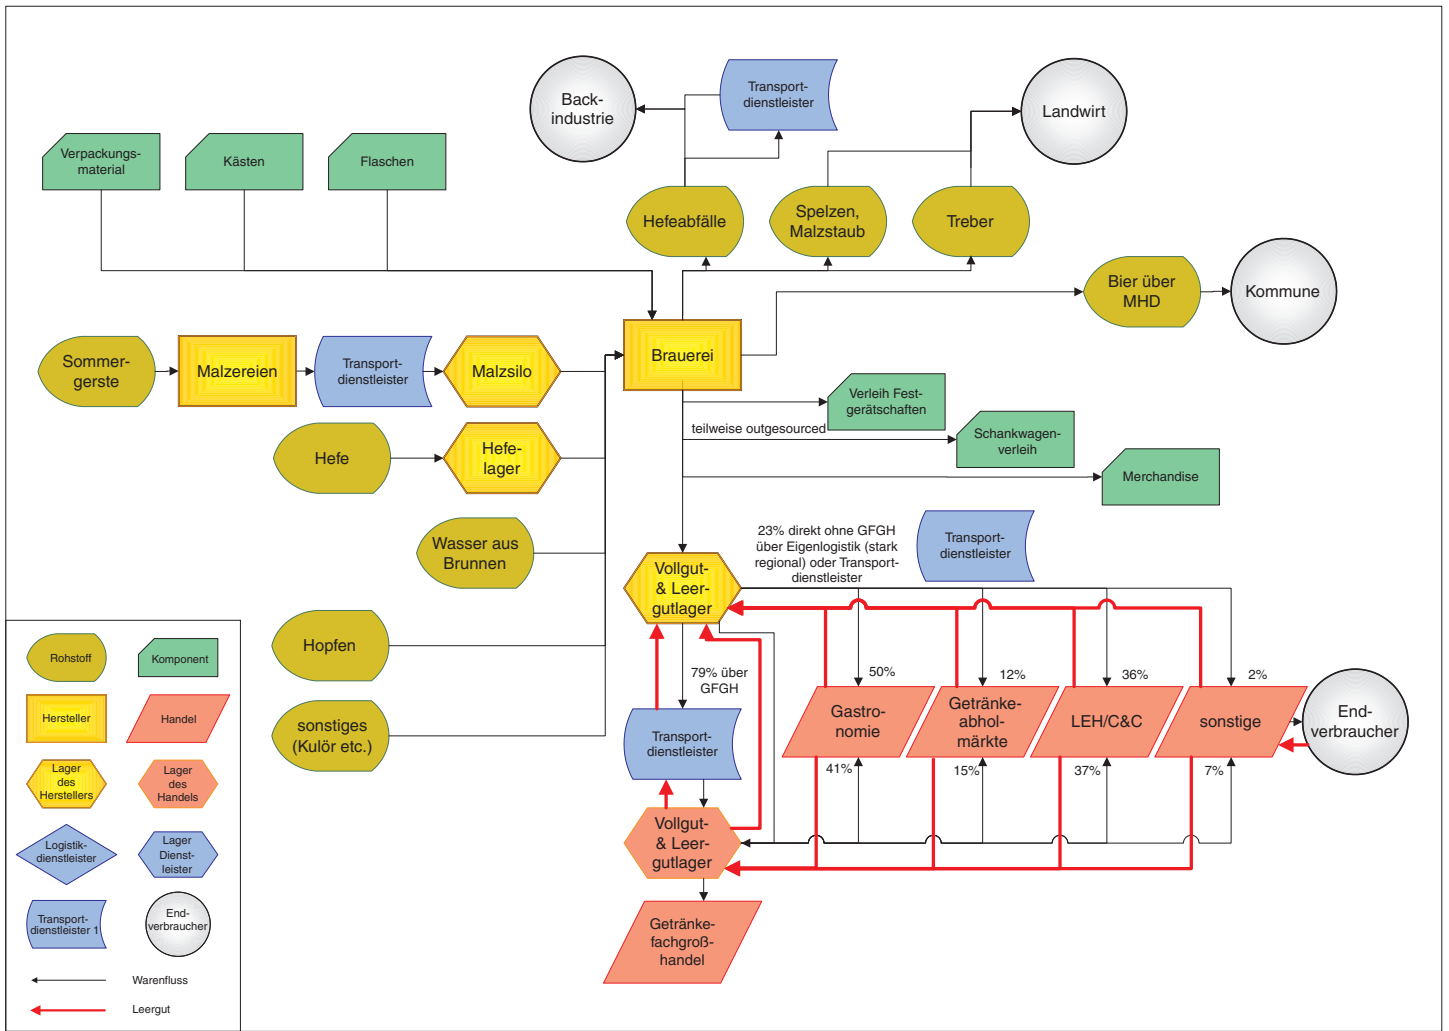 Back-
industrie
Transport-
dienstleister
Landwirt
Verpackungs-
material
Kästen
Flaschen
Hefeabfälle
Spelzen,
Malzstaub
Treber
Bier über
MHD
Kommune
Sommer-
gerste
Malzereien
Transport-
dienstleister
Malzsilo
Brauerei
Verleih Fest-
gerätschaften
teilweise outgesourced
Schankwagen-
verleih
Hefe
Hefe-
lager
Merchandise
Wasser aus
Brunnen
23% direkt ohne GFGH
über Eigenlogistik (stark
regional) oder Transport-
dienstleister
Transport-
dienstleister
Vollgut-
& Leer-
gutlager
Hopfen
79% über
GFGH
50%
12%
36%
2%
sonstiges
(Kulör etc.)
Transport-
dienstleister
Gastro-
nomie
Getränke-
abhol-
märkte
LEH/C&C
sonstige
End-
verbraucher
41%
15%
37%
7%
Vollgut-
& Leer-
gutlager
Getränke-
fachgroß-
handel
Rohstoff
Komponent
Hersteller
Handel
Lager
des
Herstellers
Lager
des
Handels
Logistik-
dienstleister
Lager
Dienst-
leister
Transport-
dienstleister 1
End-
verbraucher
Warenfluss
Leergut